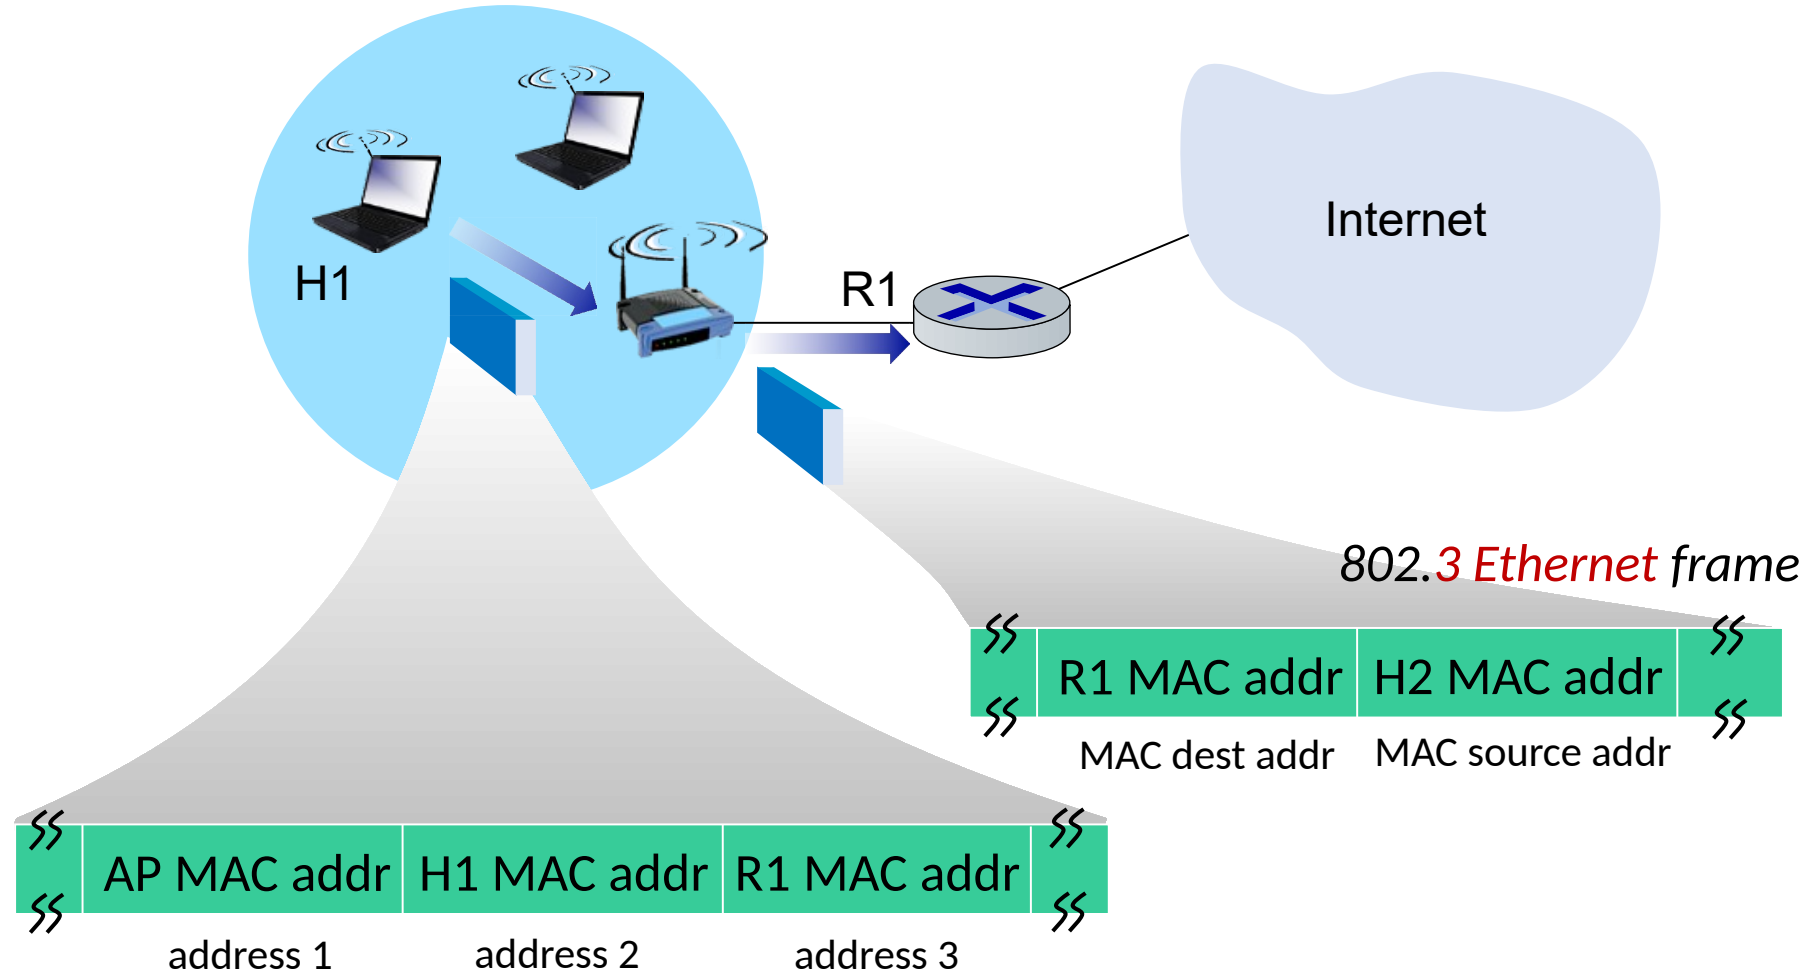 H1
R1
Internet
802.3 Ethernet frame
R1 MAC addr H2 MAC addr
MAC dest addr MAC source addr
AP MAC addr H1 MAC addr R1 MAC addr
address 1 address 2 address 3